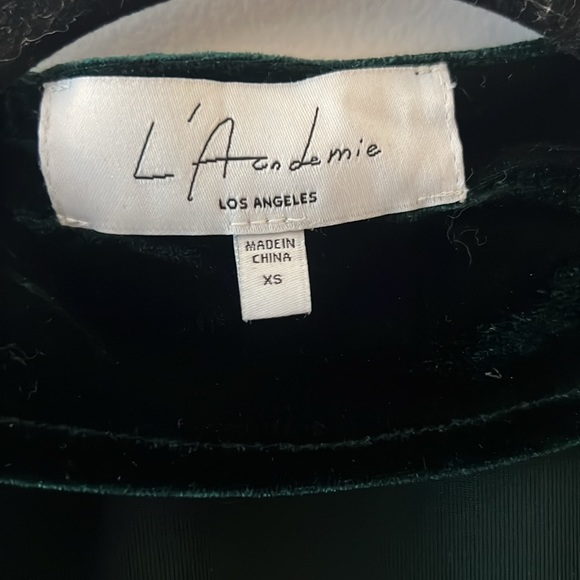 L'Academie
LOS ANGELES
MADE IN
CHINA
XS